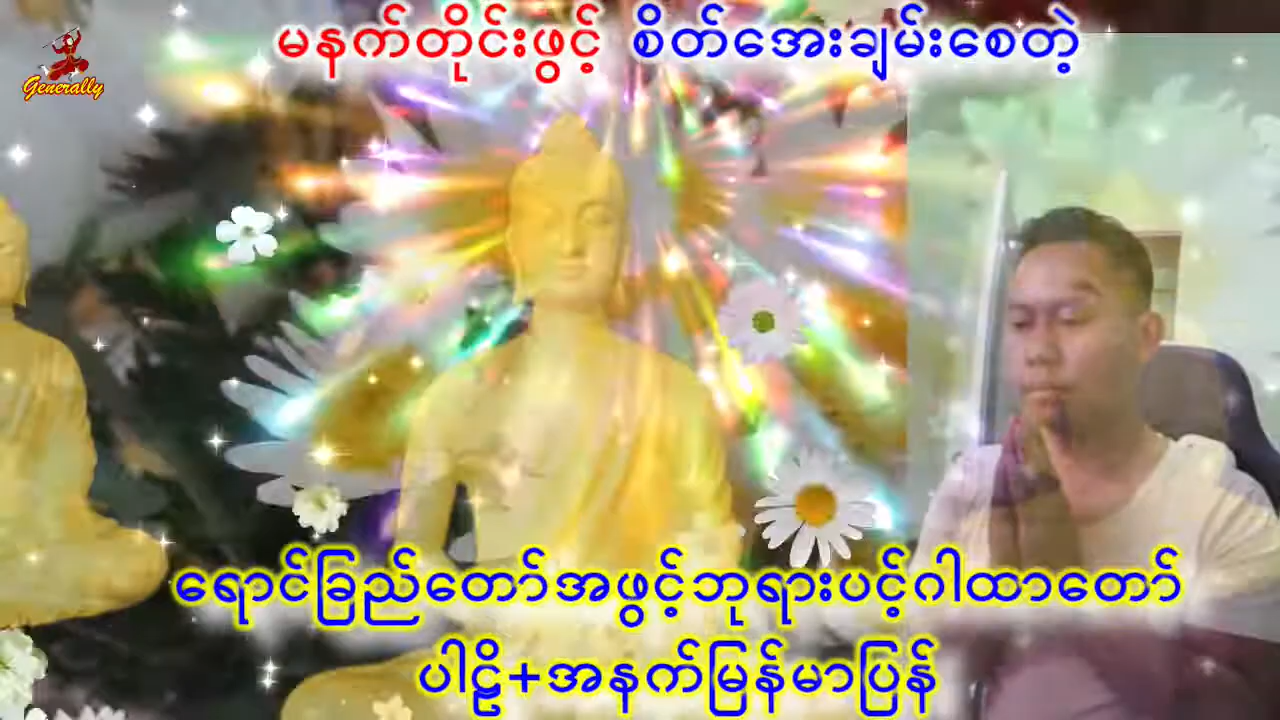 မနက်တိုင်းဖွင့် စိတ်အေးချမ်းစေတဲ့
Generally
ရောင်ခြည်တော်အဖွင့်ဘုရားပင့်ဂါထာတော်
ပါဠိ+အနက်မြန်မာပြန်